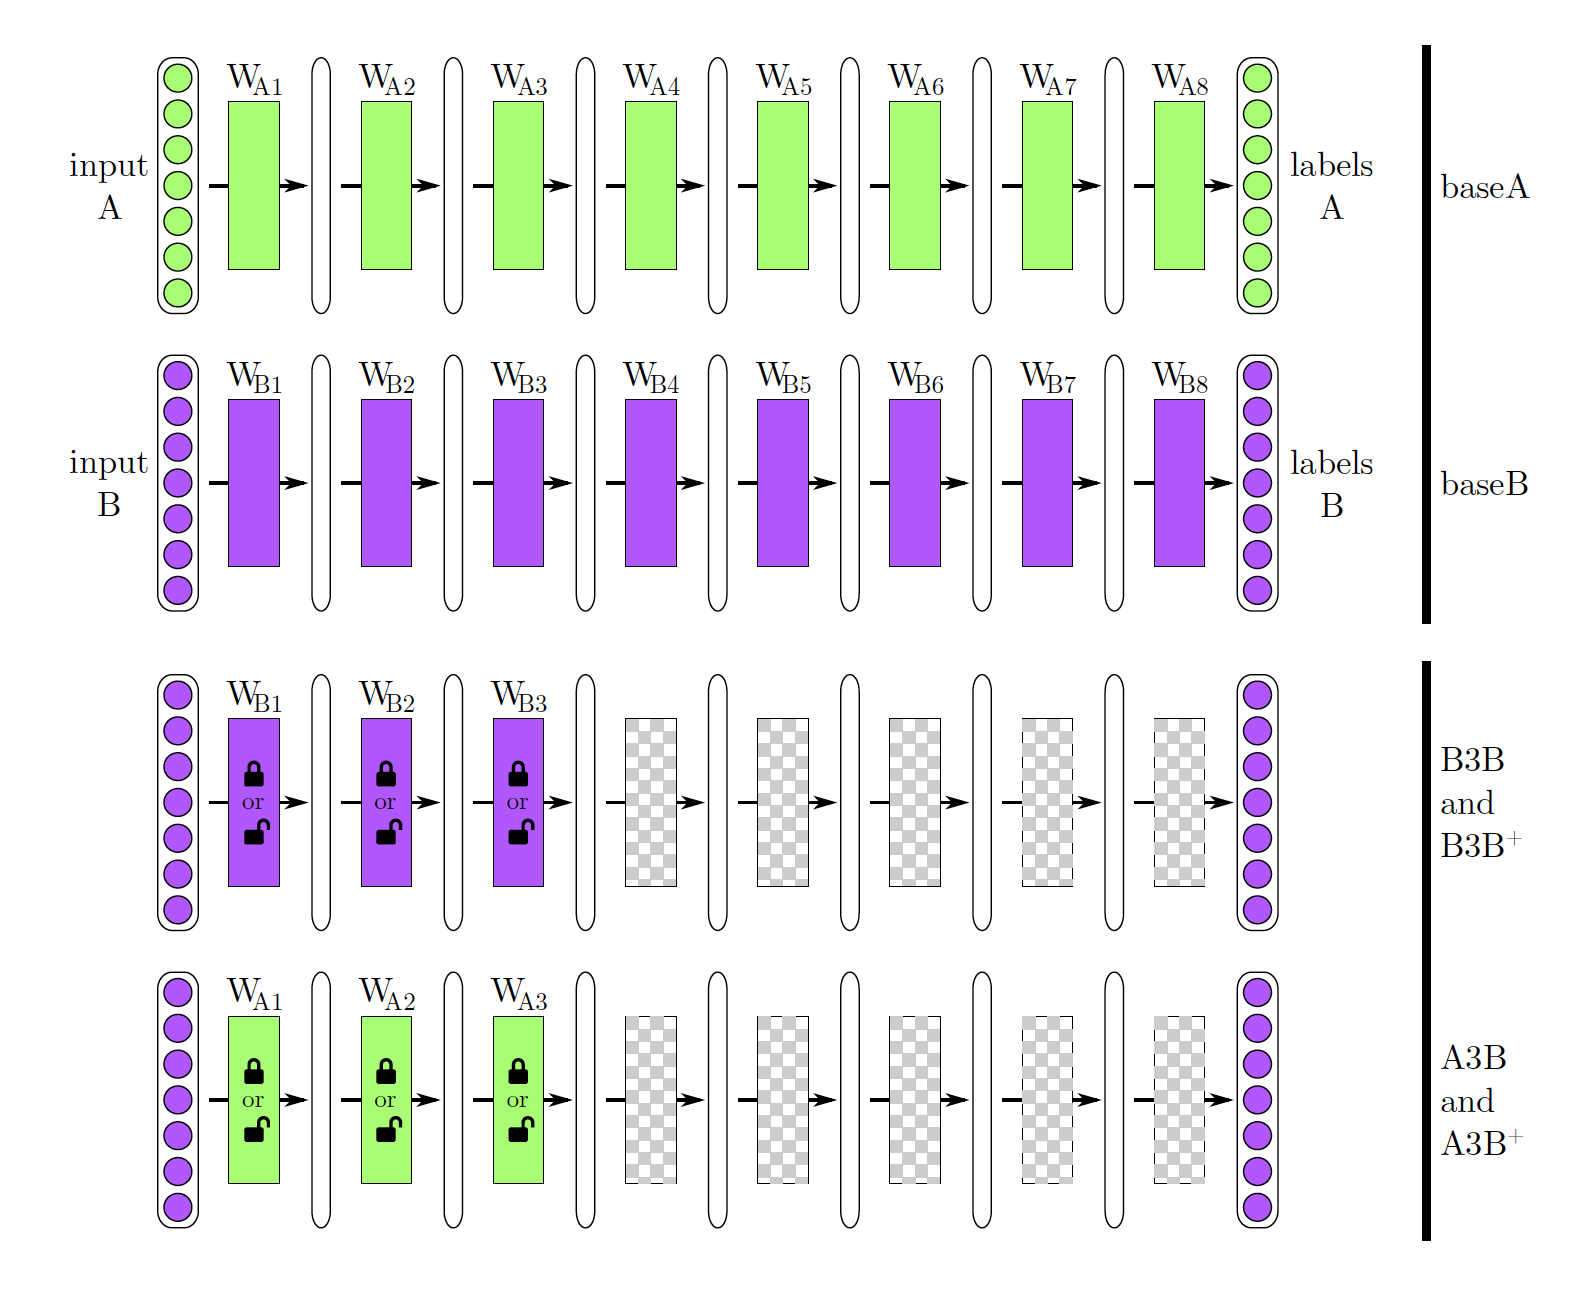 W_A1 W_A2 W_A3 W_A4 W_A5 W_A6 W_A7 W_A8
input
A
labels
A
baseA
W_B1 W_B2 W_B3 W_B4 W_B5 W_B6 W_B7 W_B8
input
B
labels
B
baseB
W_B1 W_B2 W_B3
or or or
B3B
and
B3B⁺
W_A1 W_A2 W_A3
or or or
A3B
and
A3B⁺